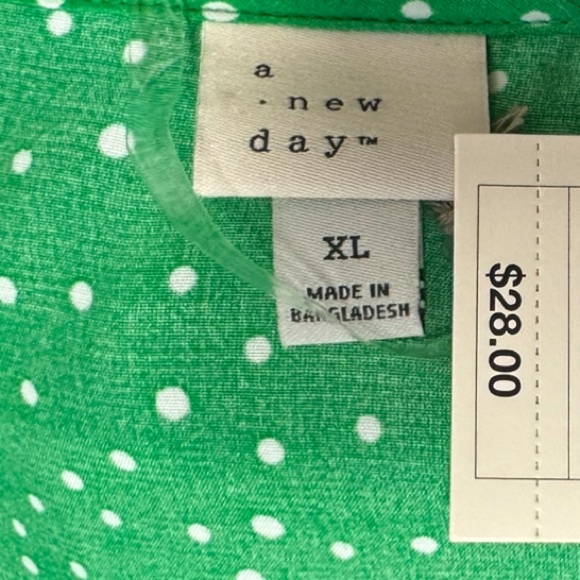 a
· new
day™
XL
MADE IN
BANGLADESH
$28.00